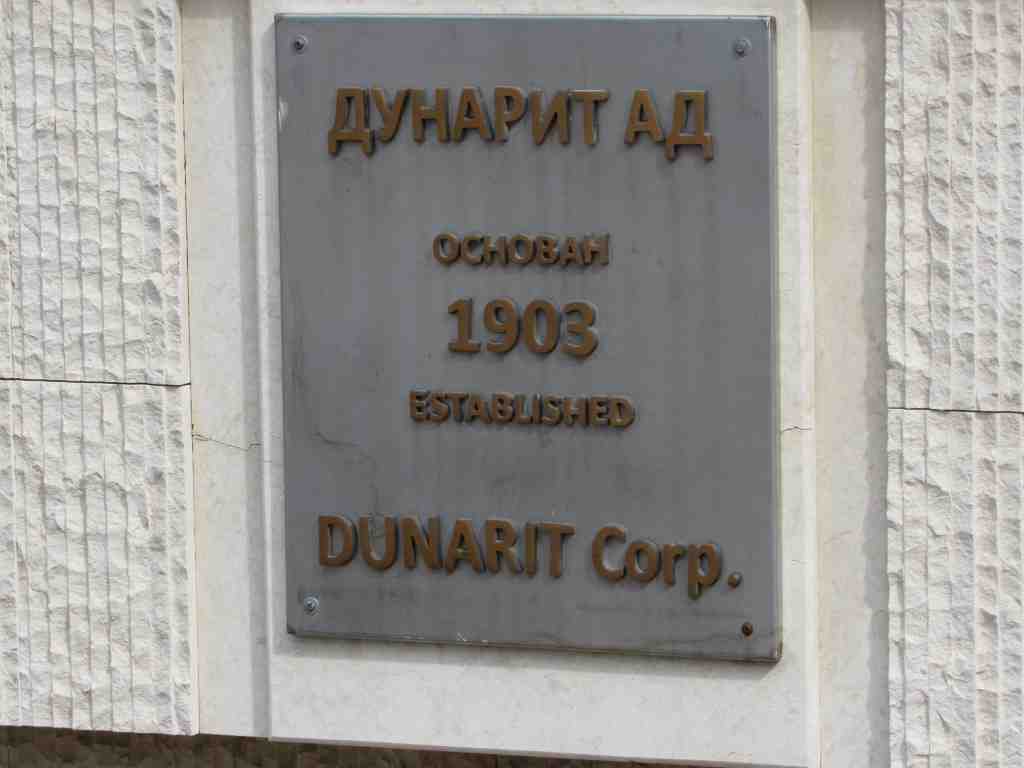 ДУНАРИТ АД
ОСНОВАН
1903
ESTABLISHED
DUNARIT Corp.